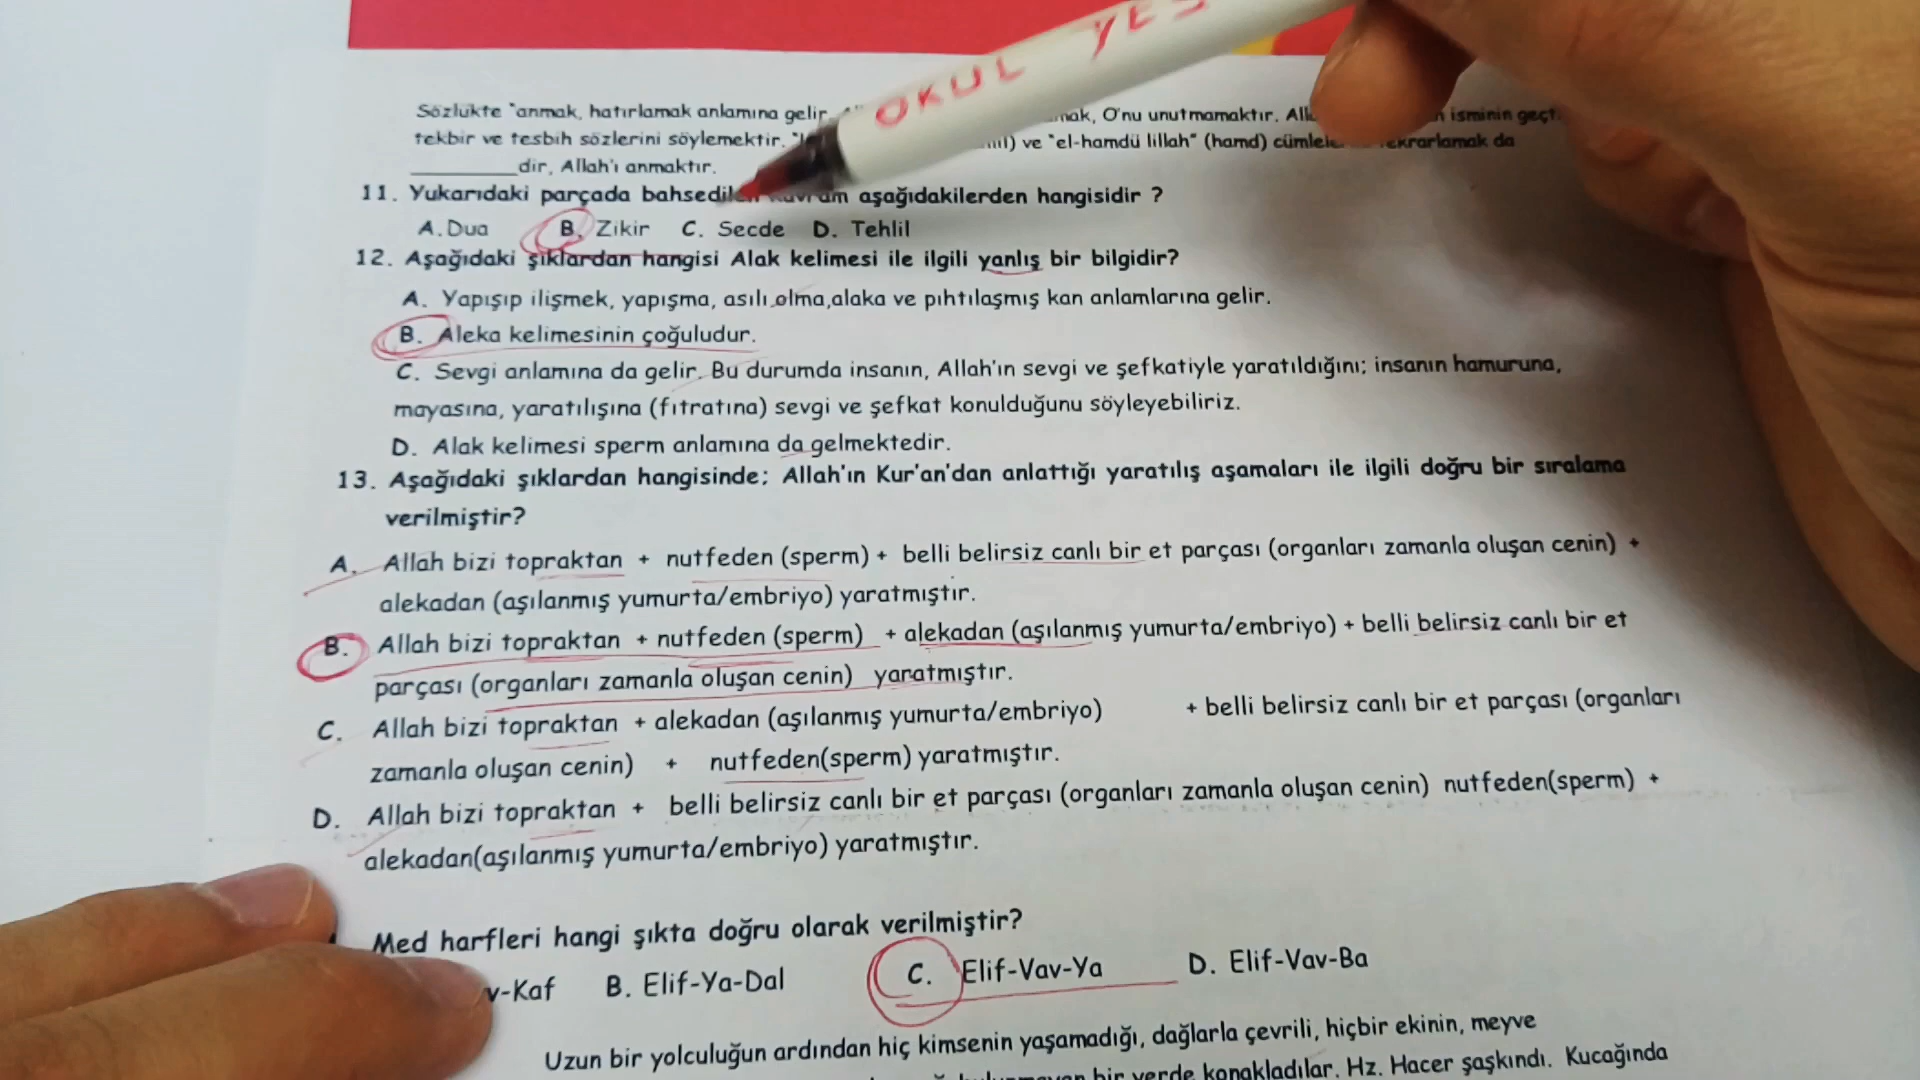 OKUL YES
Sözlükte "anmak, hatırlamak anlamına gelir. O'nu unutmamaktır. isminin
tekbir ve tesbih sözlerini söylemektir. ve "el-hamdü lillah" (hamd) da
________dir, Allah'ı anmaktır.
11. Yukarıdaki parçada bahsedilen kavram aşağıdakilerden hangisidir ?
A. Dua B. Zikir C. Secde D. Tehlil
12. Aşağıdaki şıklardan hangisi Alak kelimesi ile ilgili yanlış bir bilgidir?
A. Yapışıp ilişmek, yapışma, asılı olma,alaka ve pıhtılaşmış kan anlamlarına gelir.
B. Aleka kelimesinin çoğuludur.
C. Sevgi anlamına da gelir. Bu durumda insanın, Allah'ın sevgi ve şefkatiyle yaratıldığını; insanın hamuruna,
mayasına, yaratılışına (fıtratına) sevgi ve şefkat konulduğunu söyleyebiliriz.
D. Alak kelimesi sperm anlamına da gelmektedir.
13. Aşağıdaki şıklardan hangisinde; Allah'ın Kur'an'dan anlattığı yaratılış aşamaları ile ilgili doğru bir sıralama
verilmiştir?
A. Allah bizi topraktan + nutfeden (sperm) + belli belirsiz canlı bir et parçası (organları zamanla oluşan cenin) +
alekadan (aşılanmış yumurta/embriyo) yaratmıştır.
B. Allah bizi topraktan + nutfeden (sperm) + alekadan (aşılanmış yumurta/embriyo) + belli belirsiz canlı bir et
parçası (organları zamanla oluşan cenin) yaratmıştır.
C. Allah bizi topraktan + alekadan (aşılanmış yumurta/embriyo) + belli belirsiz canlı bir et parçası (organları
zamanla oluşan cenin) + nutfeden(sperm) yaratmıştır.
D. Allah bizi topraktan + belli belirsiz canlı bir et parçası (organları zamanla oluşan cenin) nutfeden(sperm) +
alekadan(aşılanmış yumurta/embriyo) yaratmıştır.
Med harfleri hangi şıkta doğru olarak verilmiştir?
v-Kaf B. Elif-Ya-Dal C. Elif-Vav-Ya D. Elif-Vav-Ba
Uzun bir yolculuğun ardından hiç kimsenin yaşamadığı, dağlarla çevrili, hiçbir ekinin, meyve
bir yerde konakladılar. Hz. Hacer şaşkındı. Kucağında